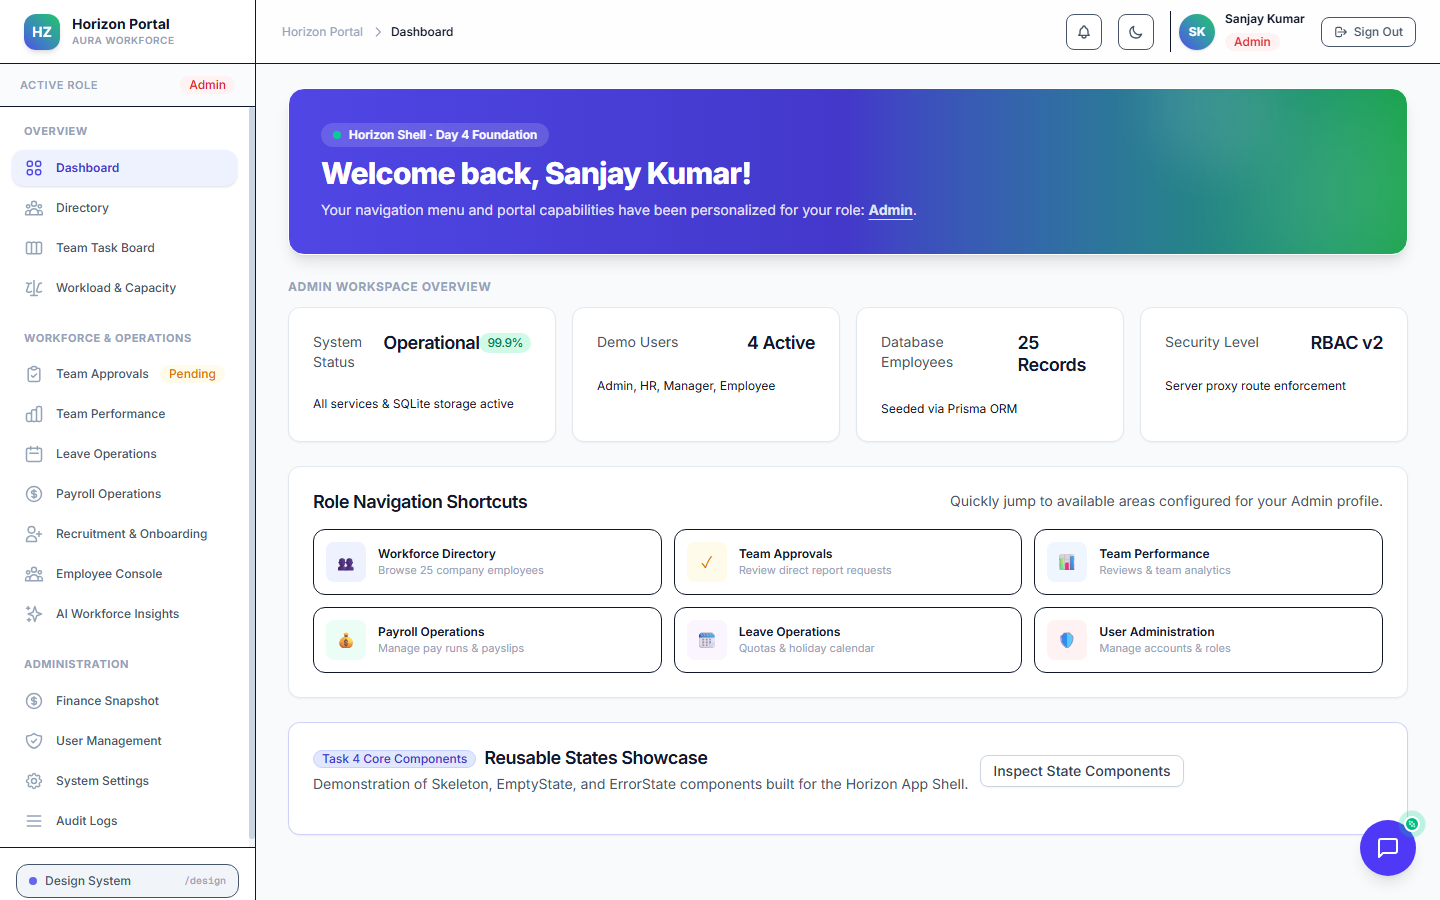 HZ
Horizon Portal
AURA WORKFORCE
Horizon Portal
Dashboard
SK
Sanjay Kumar
Admin
Sign Out
ACTIVE ROLE
Admin
OVERVIEW
Dashboard
Directory
Team Task Board
Workload & Capacity
WORKFORCE & OPERATIONS
Team Approvals
Pending
Team Performance
Leave Operations
Payroll Operations
Recruitment & Onboarding
Employee Console
AI Workforce Insights
ADMINISTRATION
Finance Snapshot
User Management
System Settings
Audit Logs
Design System
/design
Horizon Shell · Day 4 Foundation
Welcome back, Sanjay Kumar!
Your navigation menu and portal capabilities have been personalized for your role: Admin.
ADMIN WORKSPACE OVERVIEW
System Status
Operational
99.9%
All services & SQLite storage active
Demo Users
4 Active
Admin, HR, Manager, Employee
Database Employees
25 Records
Seeded via Prisma ORM
Security Level
RBAC v2
Server proxy route enforcement
Role Navigation Shortcuts
Quickly jump to available areas configured for your Admin profile.
Workforce Directory
Browse 25 company employees
Team Approvals
Review direct report requests
Team Performance
Reviews & team analytics
Payroll Operations
Manage pay runs & payslips
Leave Operations
Quotas & holiday calendar
User Administration
Manage accounts & roles
Task 4 Core Components
Reusable States Showcase
Demonstration of Skeleton, EmptyState, and ErrorState components built for the Horizon App Shell.
Inspect State Components